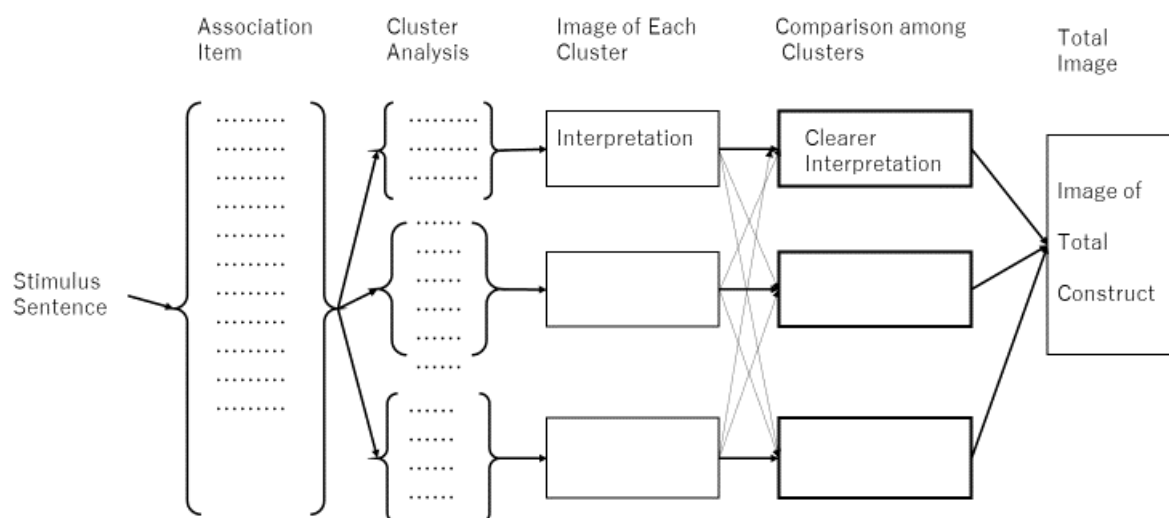 Association
Item
Cluster
Analysis
Image of Each
Cluster
Comparison among
Clusters
Total
Image
Stimulus
Sentence
Interpretation
Clearer
Interpretation
Image of
Total
Construct